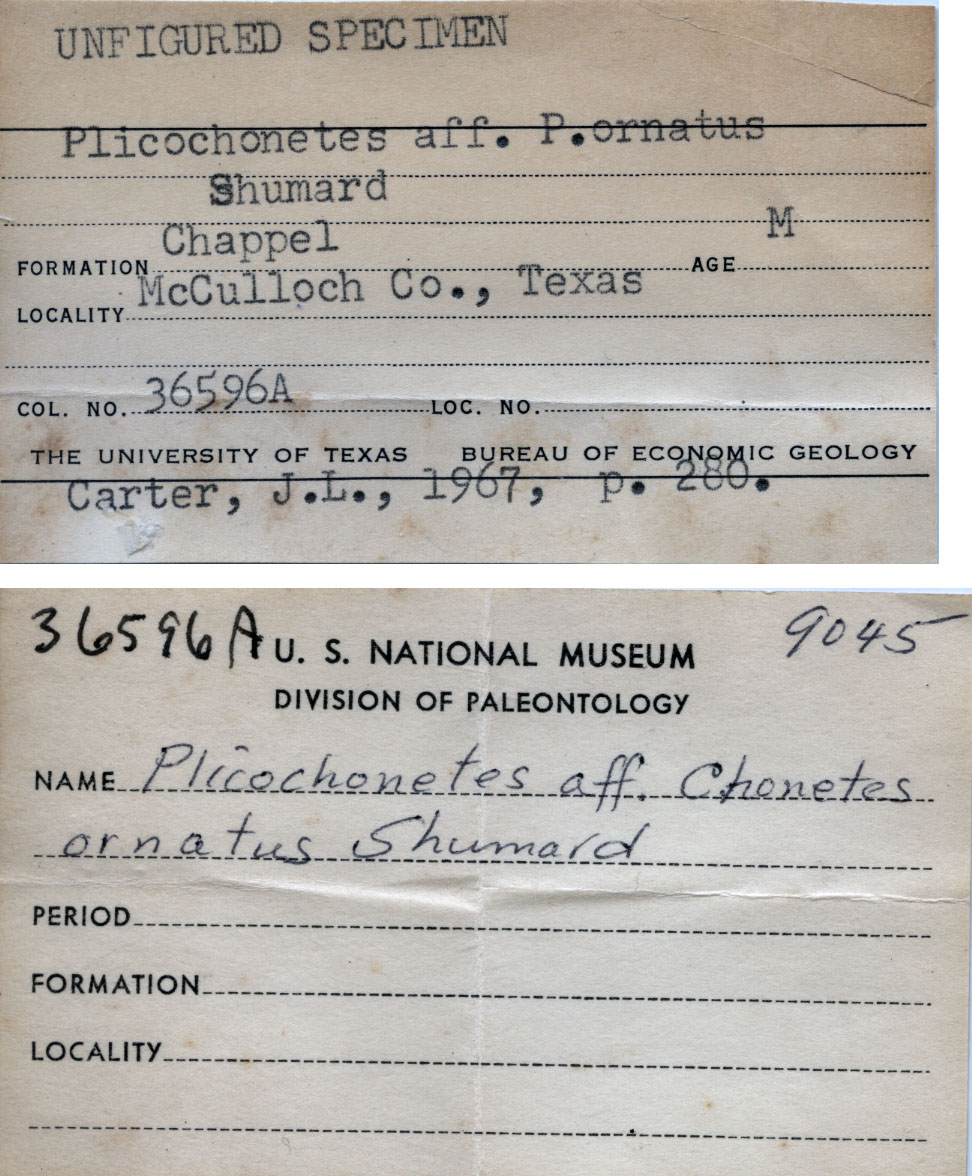 UNFIGURED SPECIMEN
Plicochonetes aff. P.ornatus
Shumard
Chappel M
FORMATION AGE
McCulloch Co., Texas
LOCALITY
COL. NO. 36596A LOC. NO.
THE UNIVERSITY OF TEXAS BUREAU OF ECONOMIC GEOLOGY
Carter, J.L., 1967, p. 280.
36596A U. S. NATIONAL MUSEUM 9045
DIVISION OF PALEONTOLOGY
NAME Plicochonetes aff. Chonetes
ornatus Shumard
PERIOD
FORMATION
LOCALITY